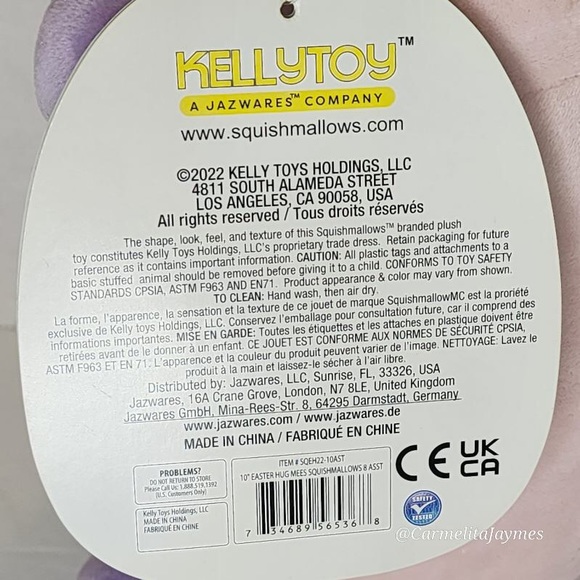 KELLYTOY™
A JAZWARES™ COMPANY
www.squishmallows.com
©2022 KELLY TOYS HOLDINGS, LLC
4811 SOUTH ALAMEDA STREET
LOS ANGELES, CA 90058, USA
All rights reserved / Tous droits réservés
The shape, look, feel, and texture of this Squishmallows™ branded plush
toy constitutes Kelly Toys Holdings, LLC's proprietary trade dress. Retain packaging for future
reference as it contains important information. CAUTION: All plastic tags and attachments to a
basic stuffed animal should be removed before giving it to a child. CONFORMS TO TOY SAFETY
STANDARDS CPSIA, ASTM F963 AND EN71. Product appearance & color may vary from shown.
TO CLEAN: Hand wash, then air dry.
La forme, l'apparence, la sensation et la texture de ce jouet de marque SquishmallowMC est la propriété
exclusive de Kelly toys Holdings, LLC. Conservez l'emballage pour consultation future, car il comprend des
informations importantes. MISE EN GARDE: Toutes les étiquettes et les attaches en plastique doivent être
retirées avant de le donner à un enfant. CE JOUET EST CONFORME AUX NORMES DE SÉCURITÉ CPSIA,
ASTM F963 ET EN 71. L'apparence et la couleur du produit peuvent varier de l'image. NETTOYAGE: Lavez le
produit à la main et laissez-le sécher à l'air libre.
Distributed by: Jazwares, LLC, Sunrise, FL, 33326, USA
Jazwares, 16A Crane Grove, London, N7 8LE, United Kingdom
Jazwares GmbH, Mina-Rees-Str. 8, 64295 Darmstadt, Germany
www.jazwares.com / www.jazwares.de
MADE IN CHINA / FABRIQUÉ EN CHINE
PROBLEMS?
DO NOT RETURN TO STORE
Please Call Us: 1.888.519.1392
(U.S. Customers Only)
Kelly Toys Holdings, LLC
MADE IN CHINA
FABRIQUÉ EN CHINE
ITEM # SQEH22-10AST
10" EASTER HUG MEES SQUISHMALLOWS 8 ASST
7 34689 56536 8
CE UK
CA
SAFETY
TESTED
@Carmelitafaymes